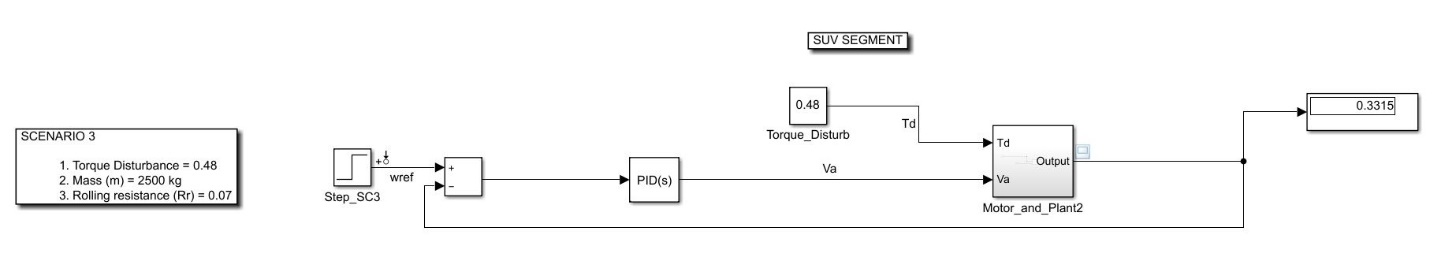 SUV SEGMENT
SCENARIO 3
1. Torque Disturbance = 0.48
2. Mass (m) = 2500 kg
3. Rolling resistance (Rr) = 0.07
Step_SC3
wref
+
−
PID(s)
Va
0.48
Torque_Disturb
Td
Td
Va
Output
Motor_and_Plant2
0.3315